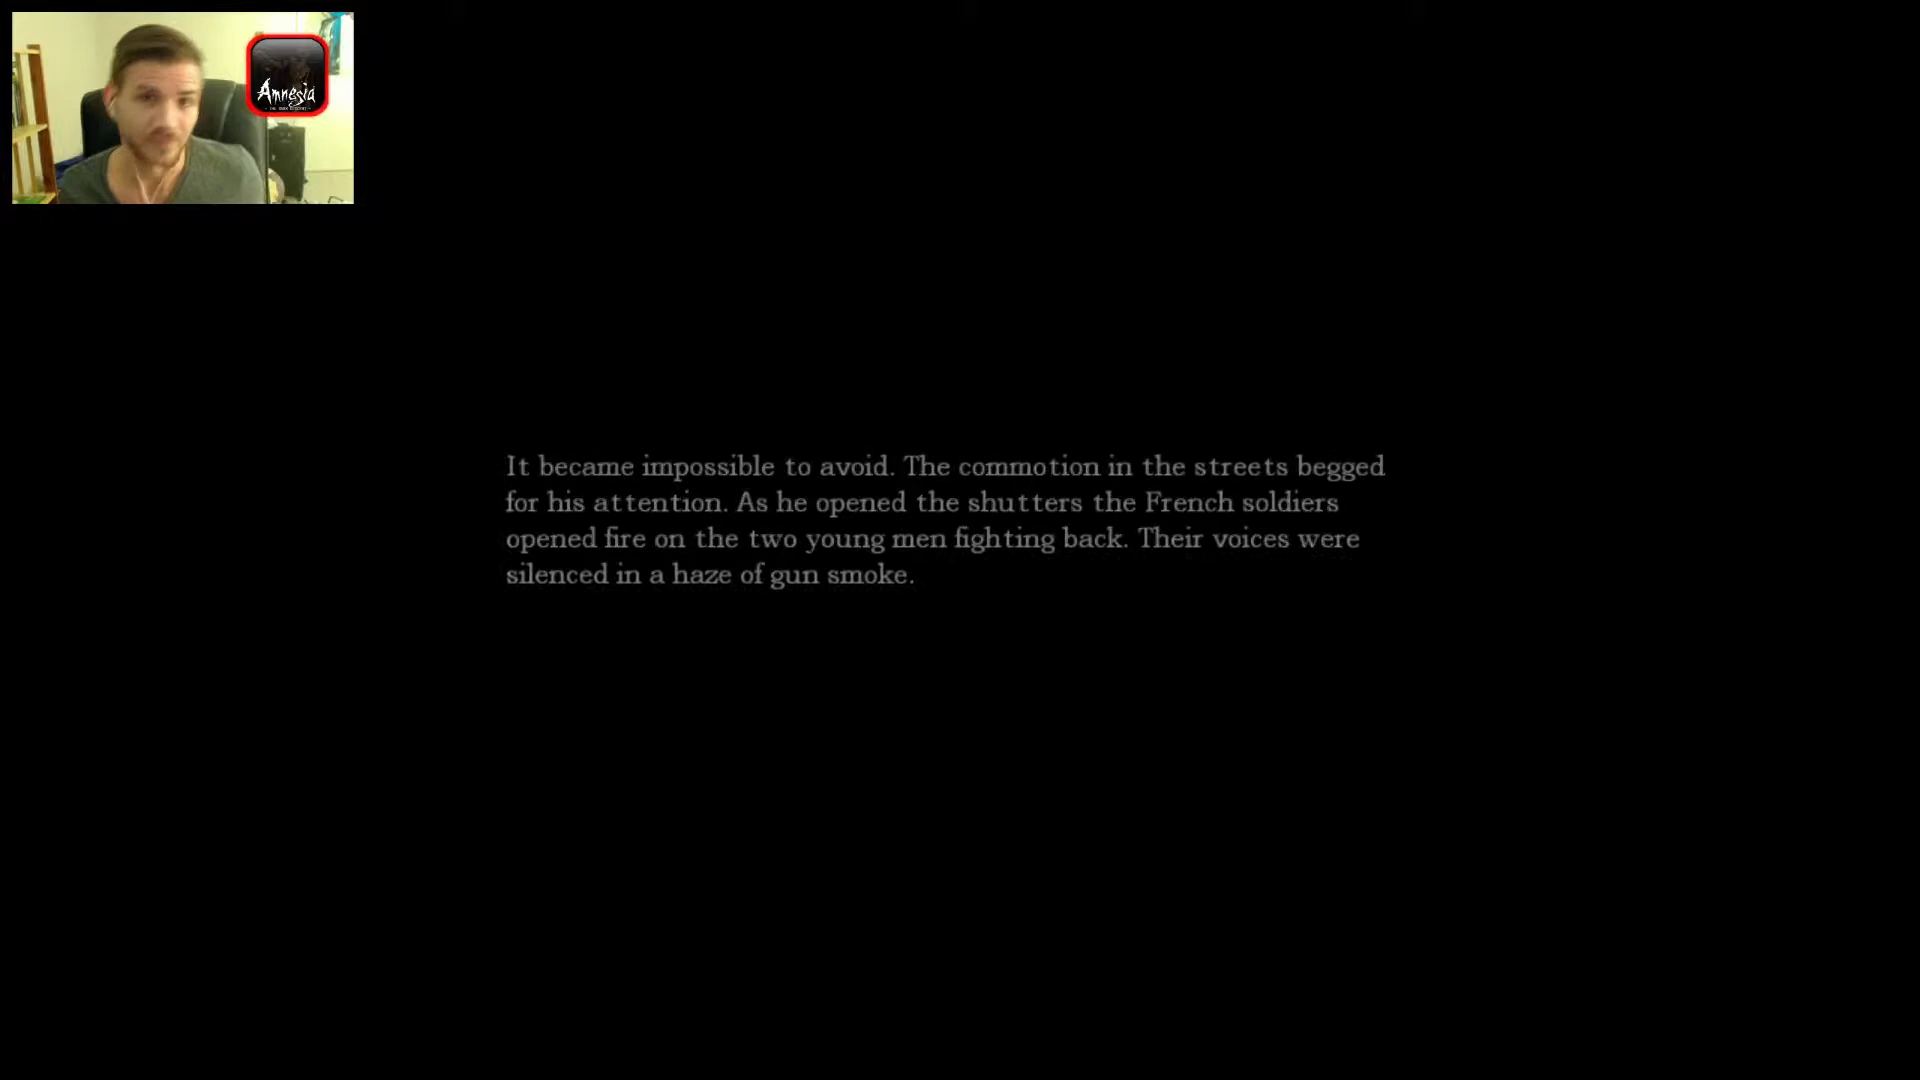 Amnesia
It became impossible to avoid. The commotion in the streets begged
for his attention. As he opened the shutters the French soldiers
opened fire on the two young men fighting back. Their voices were
silenced in a haze of gun smoke.